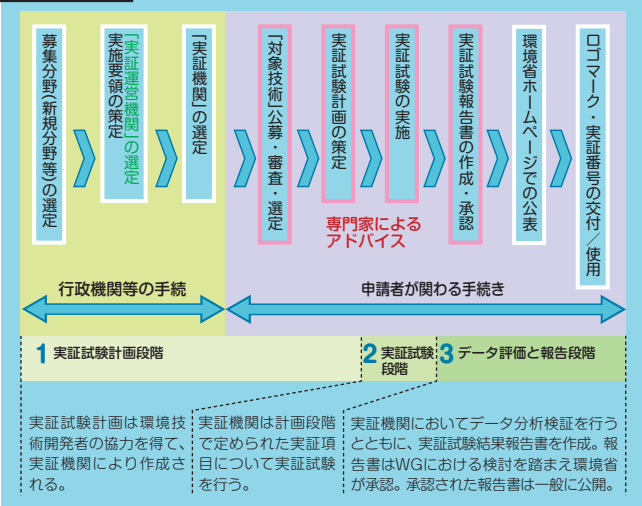 募集分野(新規分野等)の選定
「実証運営機関」の選定
実施要領の策定
「実証機関」の選定
「対象技術」公募・審査・選定
実証試験計画の策定
実証試験の実施
実証試験報告書の作成・承認
環境省ホームページでの公表
ロゴマーク・実証番号の交付／使用
専門家による
アドバイス
行政機関等の手続
申請者が関わる手続き
1 実証試験計画段階
2 実証試験
段階
3 データ評価と報告段階
実証試験計画は環境技
術開発者の協力を得て、
実証機関により作成さ
れる。
実証機関は計画段階
で定められた実証項
目について実証試験
を行う。
実証機関においてデータ分析検証を行う
とともに、実証試験結果報告書を作成。報
告書はWGにおける検討を踏まえ環境省
が承認。承認された報告書は一般に公開。